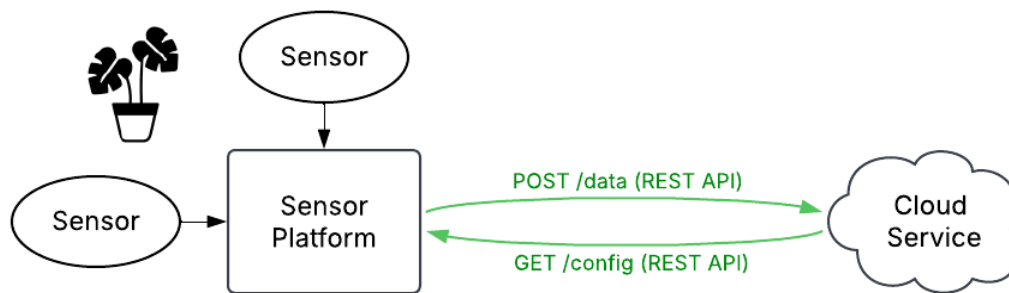 Sensor
Sensor
Sensor
Platform
POST /data (REST API)
GET /config (REST API)
Cloud
Service